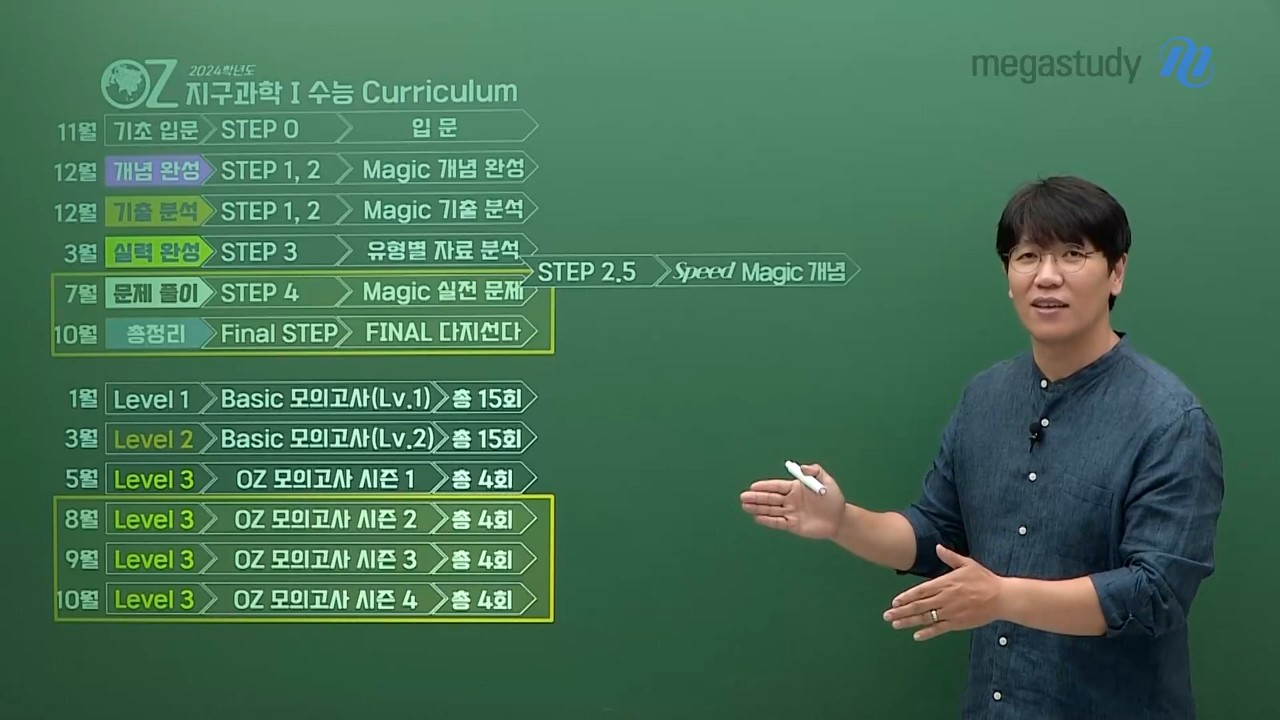 megastudy
OZ 2024학년도
지구과학 I 수능 Curriculum
11월 기초 입문 STEP 0 입 문
12월 개념 완성 STEP 1, 2 Magic 개념 완성
12월 기출 분석 STEP 1, 2 Magic 기출 분석
3월 실력 완성 STEP 3 유형별 자료 분석
STEP 2.5 Speed Magic 개념
7월 문제 풀이 STEP 4 Magic 실전 문제
10월 총정리 Final STEP FINAL 다지선다
1월 Level 1 Basic 모의고사(Lv.1) 총 15회
3월 Level 2 Basic 모의고사(Lv.2) 총 15회
5월 Level 3 OZ 모의고사 시즌 1 총 4회
8월 Level 3 OZ 모의고사 시즌 2 총 4회
9월 Level 3 OZ 모의고사 시즌 3 총 4회
10월 Level 3 OZ 모의고사 시즌 4 총 4회